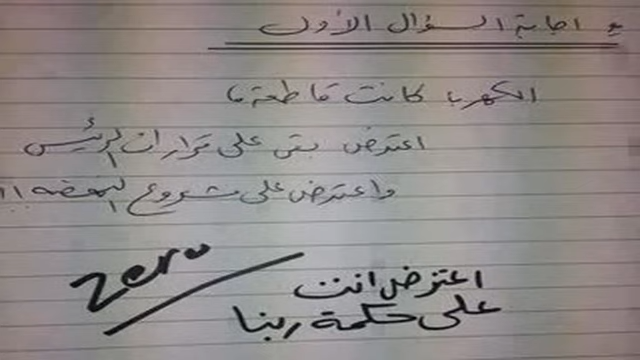 ع اجابة السؤال الأول
الكهربا كانت قاطعة
اعترض بقى على قرارات الرئيس
واعترض على مشروع النهضة !!
zero
اعترض انت
على حكمة ربنا